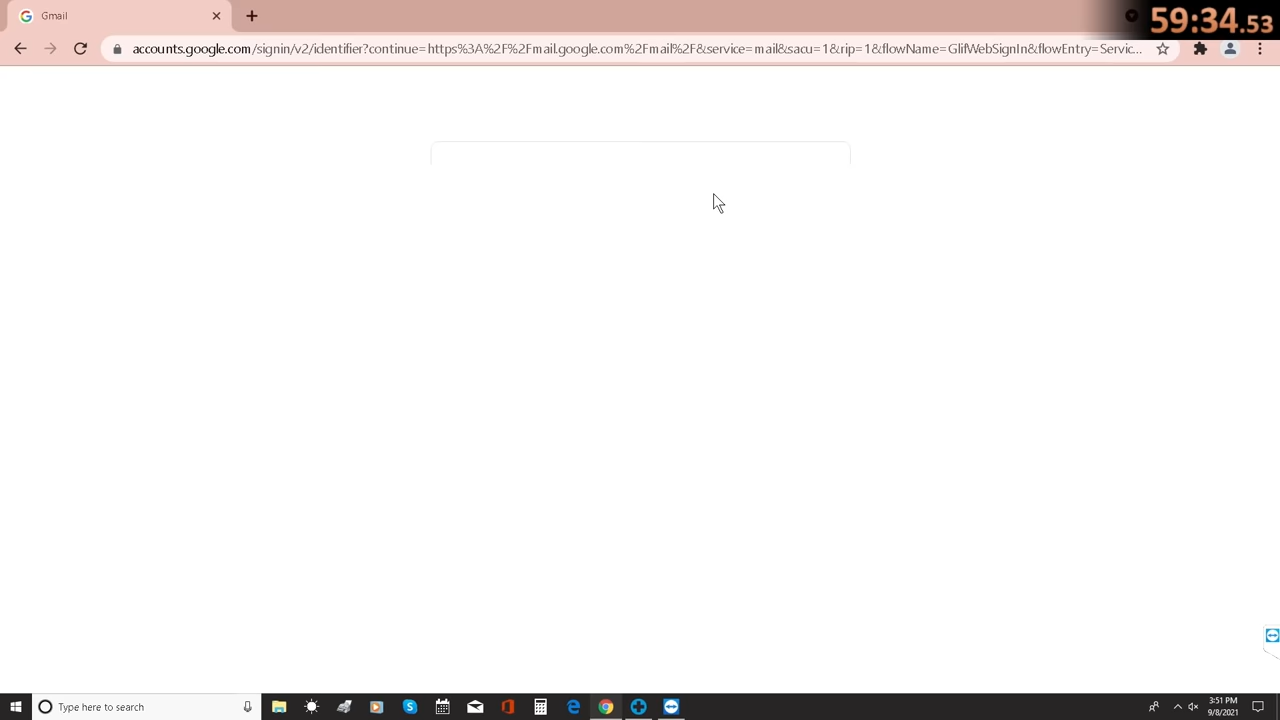 Gmail
59:34.53
accounts.google.com/signin/v2/identifier?continue=https%3A%2F%2Fmail.google.com%2Fmail%2F&service=mail&sacu=1&rip=1&flowName=GlifWebSignIn&flowEntry=Servic...
Type here to search
3:51 PM
9/8/2021